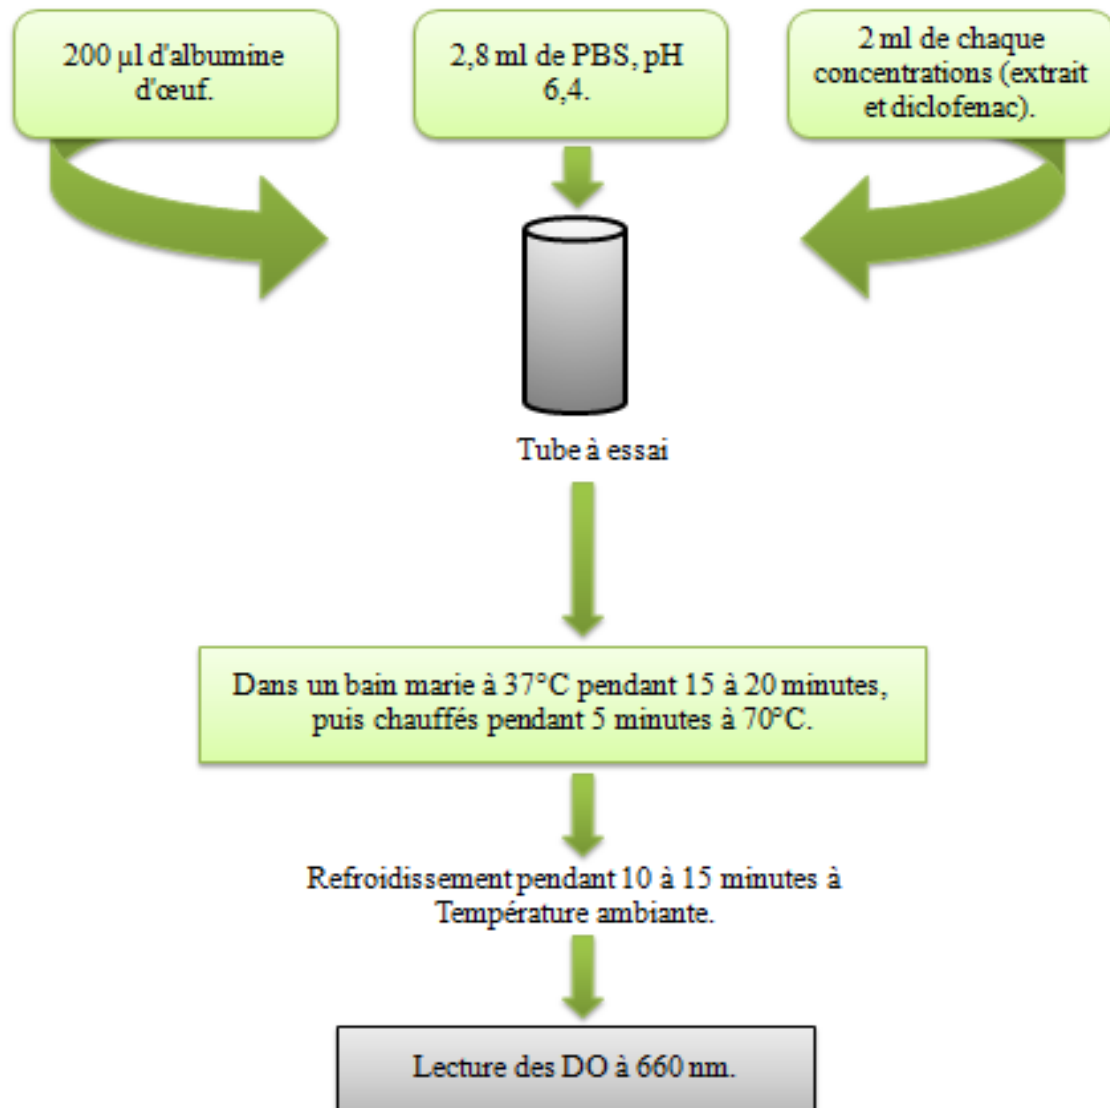 200 µl d'albumine
d'œuf.
2,8 ml de PBS, pH
6,4.
2 ml de chaque
concentrations (extrait
et diclofenac).
Tube à essai
Dans un bain marie à 37°C pendant 15 à 20 minutes,
puis chauffés pendant 5 minutes à 70°C.
Refroidissement pendant 10 à 15 minutes à
Température ambiante.
Lecture des DO à 660 nm.